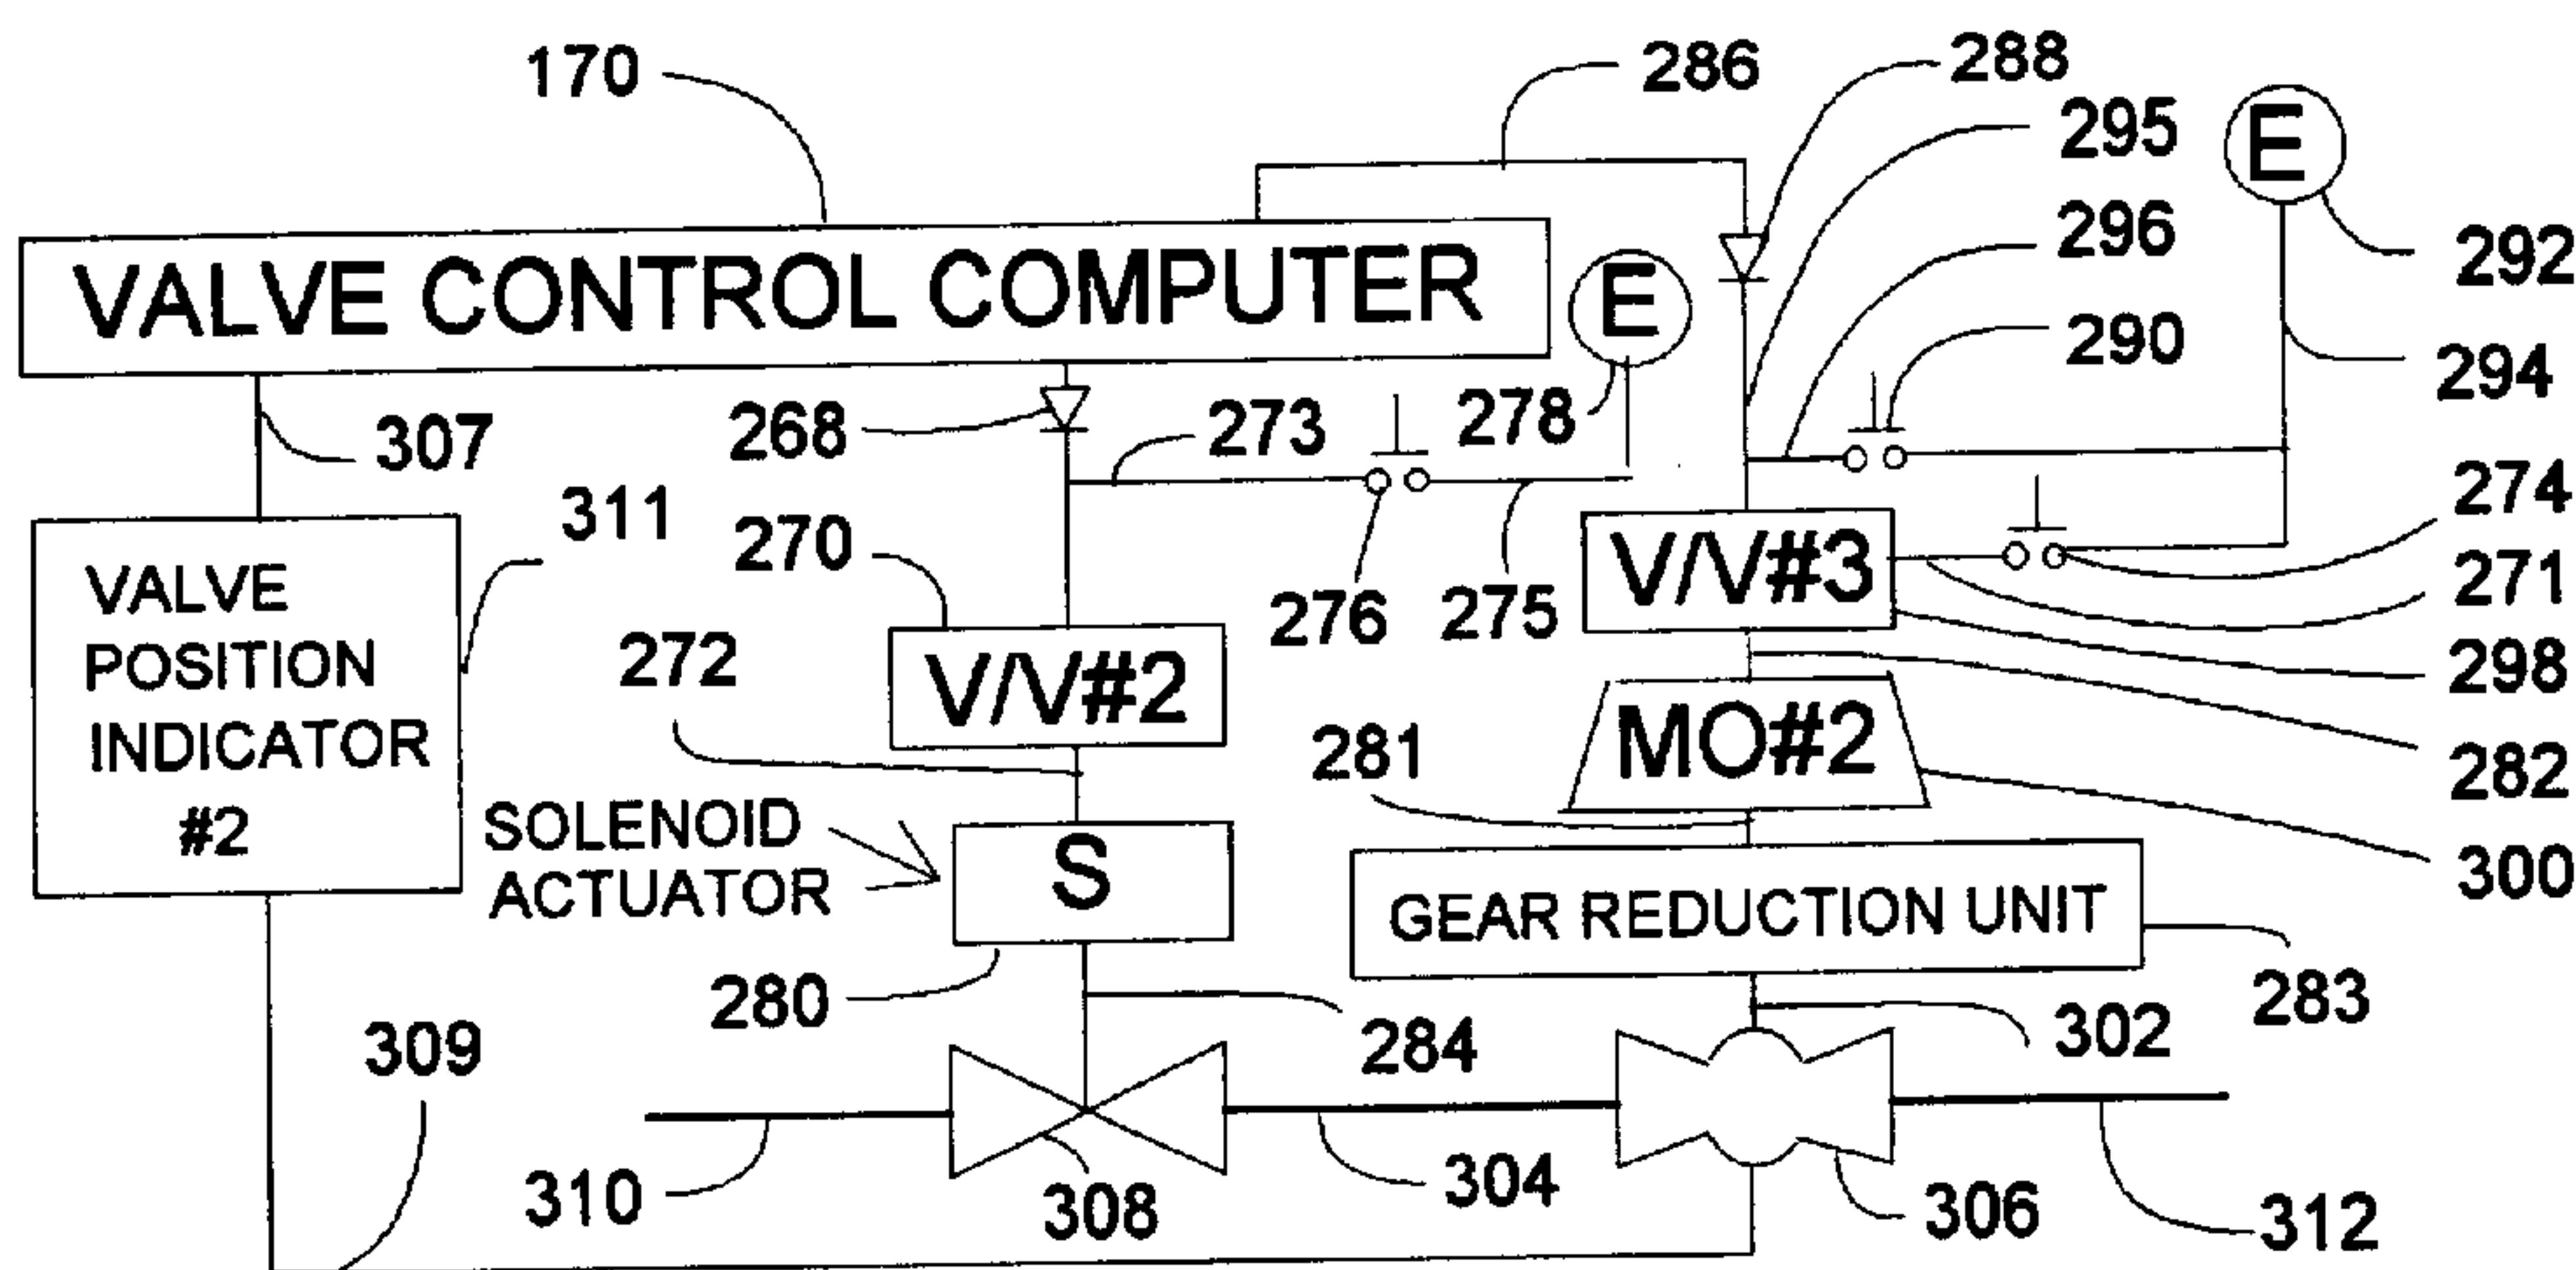 170
286
288
295
E
296
292
VALVE CONTROL COMPUTER
E
290
294
307
268
273
278
274
311
270
276
275
V/V#3
271
VALVE
POSITION
INDICATOR
#2
272
V/V#2
298
281
MO#2
282
SOLENOID
ACTUATOR
S
300
GEAR REDUCTION UNIT
280
283
309
284
302
310
308
304
306
312